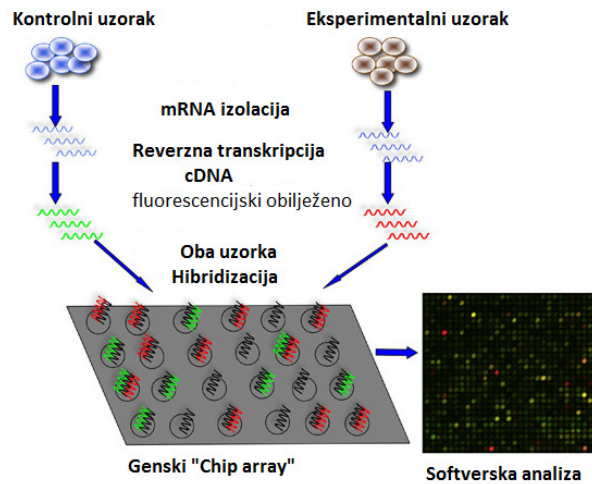 Kontrolni uzorak
Eksperimentalni uzorak
mRNA izolacija
Reverzna transkripcija
cDNA
fluorescencijski obilježeno
Oba uzorka
Hibridizacija
Genski "Chip array"
Softverska analiza